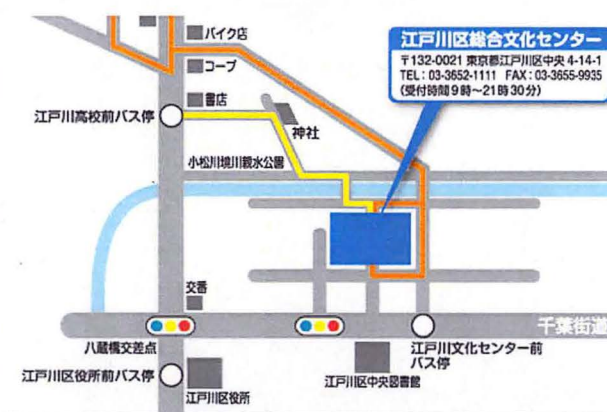 バイク店
コープ
書店
江戸川高校前バス停
神社
小松川境川親水公園
江戸川区総合文化センター
〒132-0021 東京都江戸川区中央 4-14-1
TEL：03-3652-1111 FAX：03-3655-9935
(受付時間9時～21時30分)
交番
千葉街道
八蔵橋交差点
江戸川文化センター前
バス停
江戸川区役所前バス停
江戸川区役所
江戸川区中央図書館